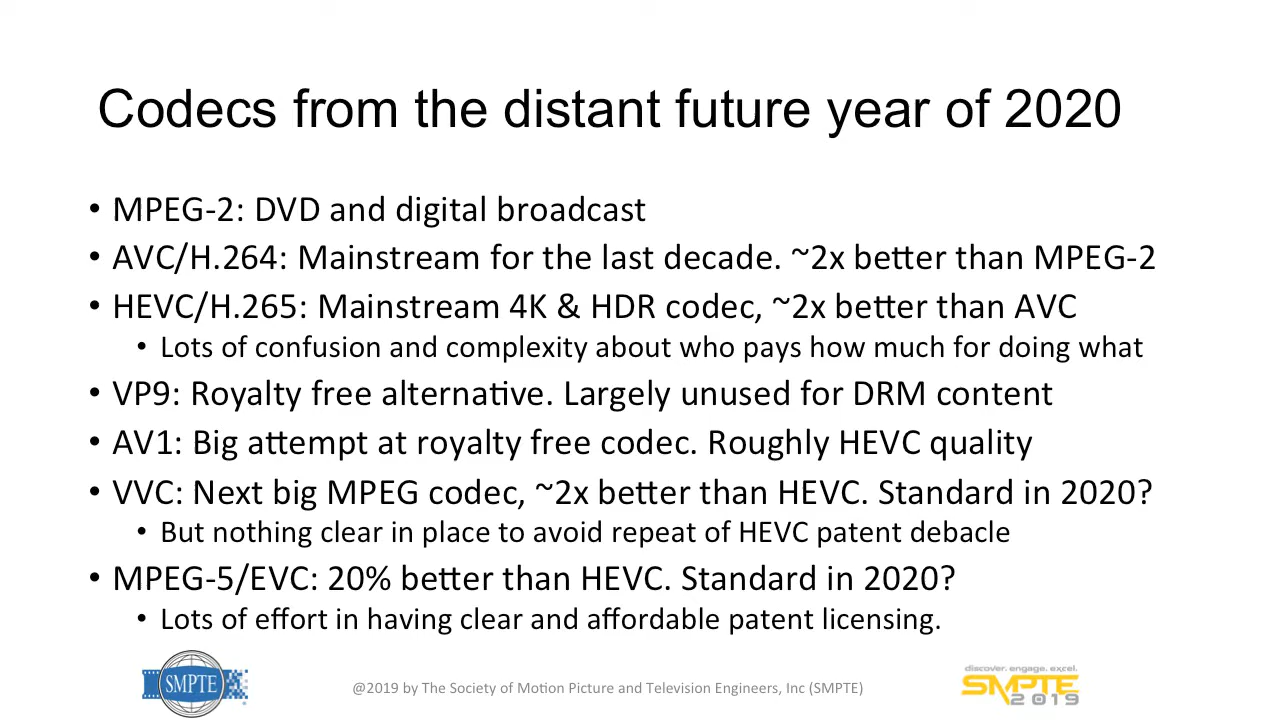 Codecs from the distant future year of 2020
• MPEG-2: DVD and digital broadcast
• AVC/H.264: Mainstream for the last decade. ~2x better than MPEG-2
• HEVC/H.265: Mainstream 4K & HDR codec, ~2x better than AVC
• Lots of confusion and complexity about who pays how much for doing what
• VP9: Royalty free alternative. Largely unused for DRM content
• AV1: Big attempt at royalty free codec. Roughly HEVC quality
• VVC: Next big MPEG codec, ~2x better than HEVC. Standard in 2020?
• But nothing clear in place to avoid repeat of HEVC patent debacle
• MPEG-5/EVC: 20% better than HEVC. Standard in 2020?
• Lots of effort in having clear and affordable patent licensing.
SMPTE
@2019 by The Society of Motion Picture and Television Engineers, Inc (SMPTE)
discover. engage. excel.
SMPTE
2019